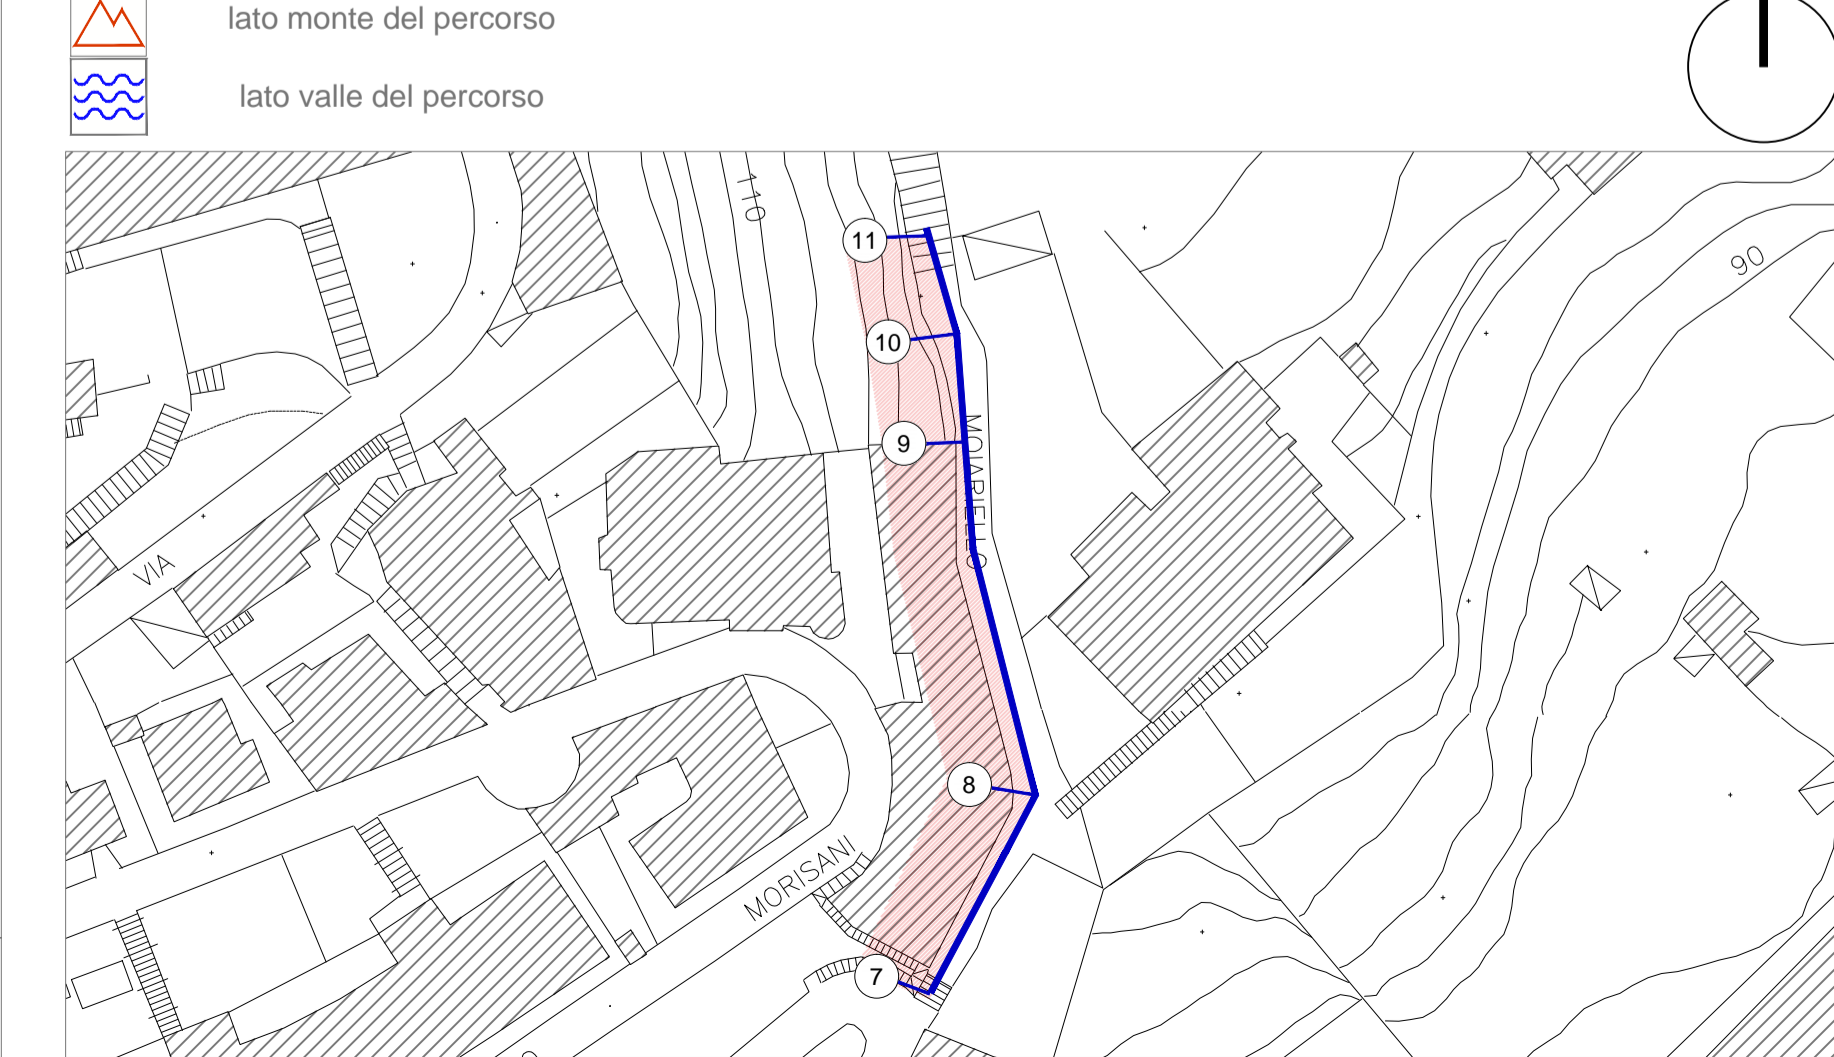 lato monte del percorso
lato valle del percorso
110
11
90
10
9
MOIARIELLO
VIA
8
MORISANI
7